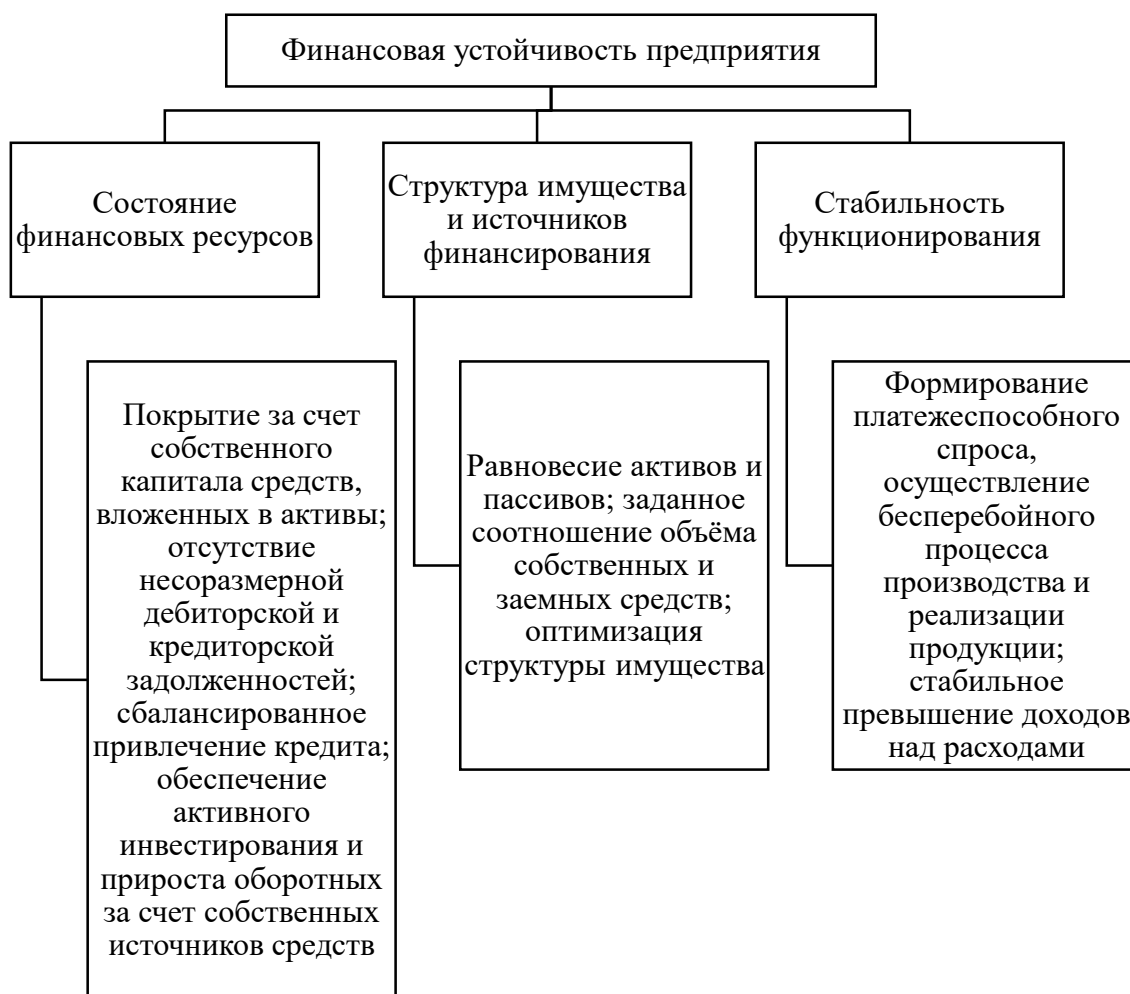 Финансовая устойчивость предприятия
Состояние
финансовых ресурсов
Структура имущества
и источников
финансирования
Стабильность
функционирования
Покрытие за счет
собственного
капитала средств,
вложенных в активы;
отсутствие
несоразмерной
дебиторской и
кредиторской
задолженностей;
сбалансированное
привлечение кредита;
обеспечение
активного
инвестирования и
прироста оборотных
за счет собственных
источников средств
Равновесие активов и
пассивов; заданное
соотношение объёма
собственных и
заемных средств;
оптимизация
структуры имущества
Формирование
платежеспособного
спроса,
осуществление
бесперебойного
процесса
производства и
реализации
продукции;
стабильное
превышение доходов
над расходами